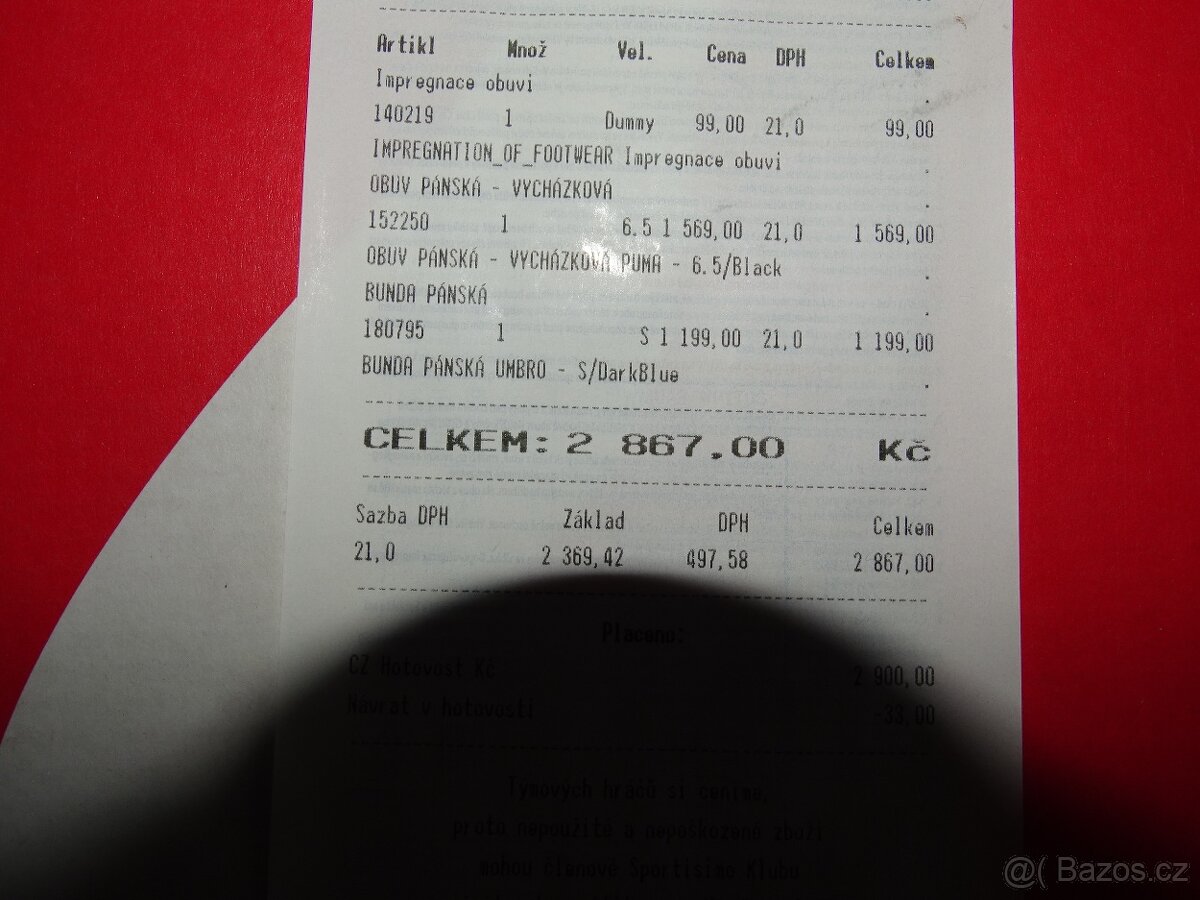 Artikl Množ Vel. Cena DPH Celkem
Impregnace obuvi .
140219 1 Dummy 99,00 21,0 99,00
IMPREGNATION_OF_FOOTWEAR Impregnace obuvi .
OBUV PÁNSKÁ - VYCHÁZKOVÁ .
152250 1 6.5 1 569,00 21,0 1 569,00
OBUV PÁNSKÁ - VYCHÁZKOVÁ PUMA - 6.5/Black .
BUNDA PÁNSKÁ .
180795 1 S 1 199,00 21,0 1 199,00
BUNDA PÁNSKÁ UMBRO - S/DarkBlue .
CELKEM: 2 867,00 Kč
Sazba DPH Základ DPH Celkem
21,0 2 369,42 497,58 2 867,00
Placeno:
CZ Hotovost Kč 2 900,00
Návrat v hotovosti -33,00
Týmových hráčů si ceníme,
proto nepoužité a nepoškozené zboží
mohou členové Sportisimo Klubu
@( Bazos.cz